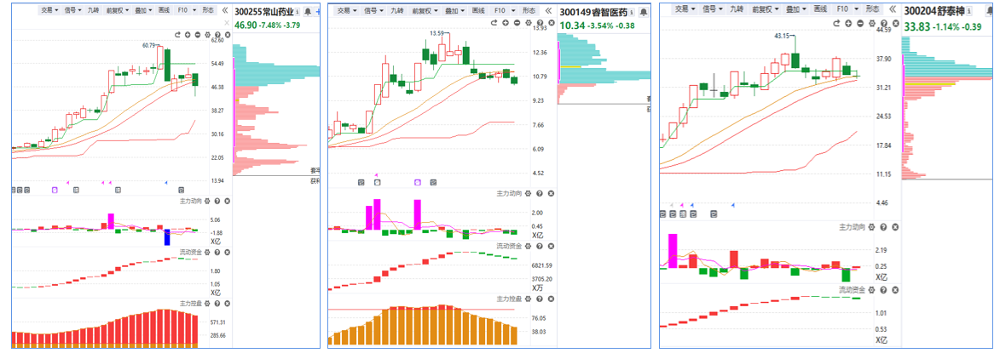 交易 信号 九转 前复权 叠加 画线 F10 形态
300255常山药业
46.90 -7.48% -3.79
62.60
60.79
54.49
46.38
38.27
30.16
22.05
13.94
获利
主力动向
5.06
-1.88
X亿
流动资金
1.80
1.05
X亿
主力控盘
571.31
285.66
交易 信号 九转 前复权 叠加 画线 F10 形态
300149睿智医药
10.34 -3.54% -0.38
13.93
13.59
12.36
10.79
9.23
7.66
6.09
4.52
主力动向
2.00
0.45
X亿
流动资金
6821.59
3705.20
X万
主力控盘
76.05
38.03
交易 信号 九转 前复权 叠加 画线 F10 形态
300204舒泰神
33.83 -1.14% -0.39
44.59
43.15
37.90
31.21
24.53
17.84
11.15
4.46
主力动向
2.19
0.25
X亿
流动资金
1.01
0.53
X亿